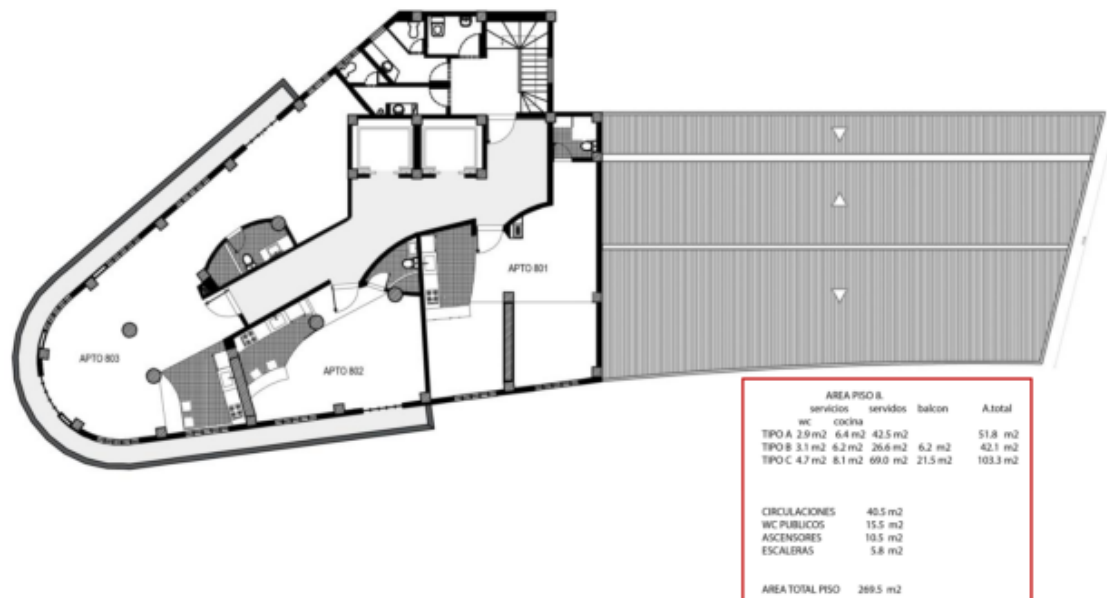 APTO 801
APTO 803
APTO 802
AREA PISO 8.
servicios servidos balcon A.total
wc cocina
TIPO A 2.9 m2 6.4 m2 42.5 m2 51.8 m2
TIPO B 3.1 m2 6.2 m2 26.6 m2 6.2 m2 42.1 m2
TIPO C 4.7 m2 8.1 m2 69.0 m2 21.5 m2 103.3 m2
CIRCULACIONES 40.5 m2
WC PUBLICOS 15.5 m2
ASCENSORES 10.5 m2
ESCALERAS 5.8 m2
AREA TOTAL PISO 269.5 m2